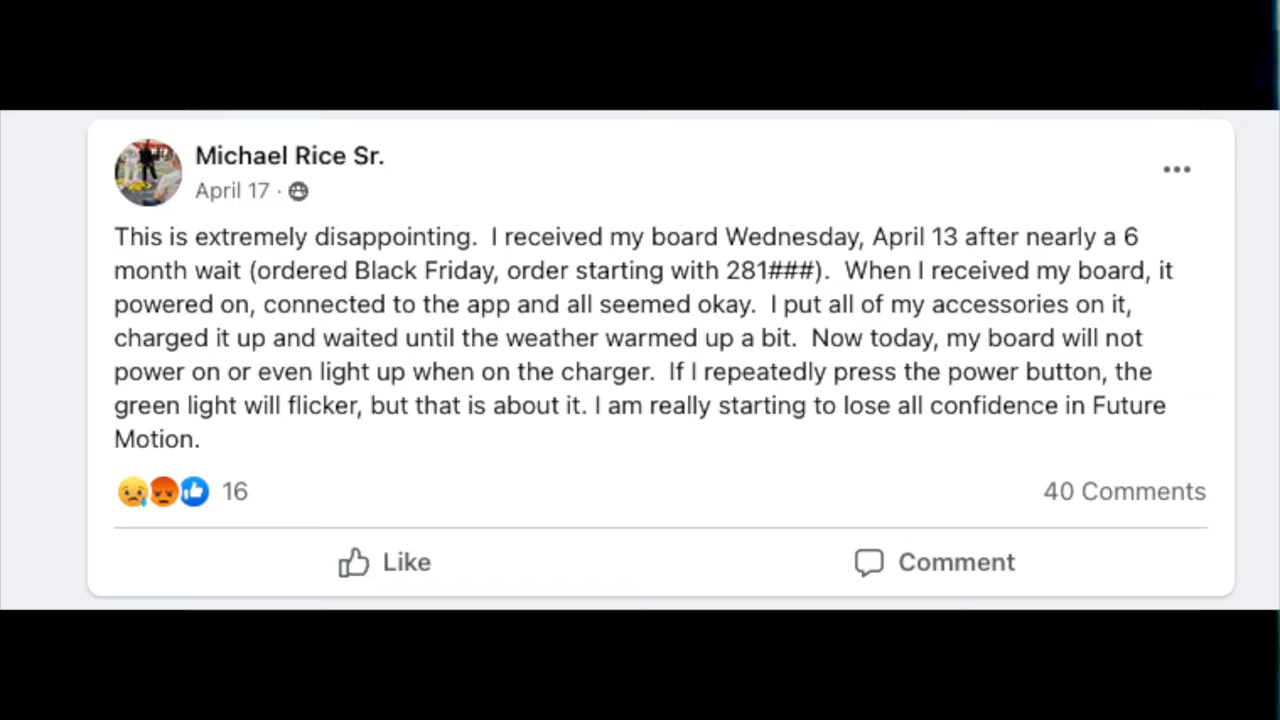 Michael Rice Sr.
April 17 ·
This is extremely disappointing.  I received my board Wednesday, April 13 after nearly a 6
month wait (ordered Black Friday, order starting with 281###).  When I received my board, it
powered on, connected to the app and all seemed okay.  I put all of my accessories on it,
charged it up and waited until the weather warmed up a bit.  Now today, my board will not
power on or even light up when on the charger.  If I repeatedly press the power button, the
green light will flicker, but that is about it. I am really starting to lose all confidence in Future
Motion.
16 40 Comments
Like Comment